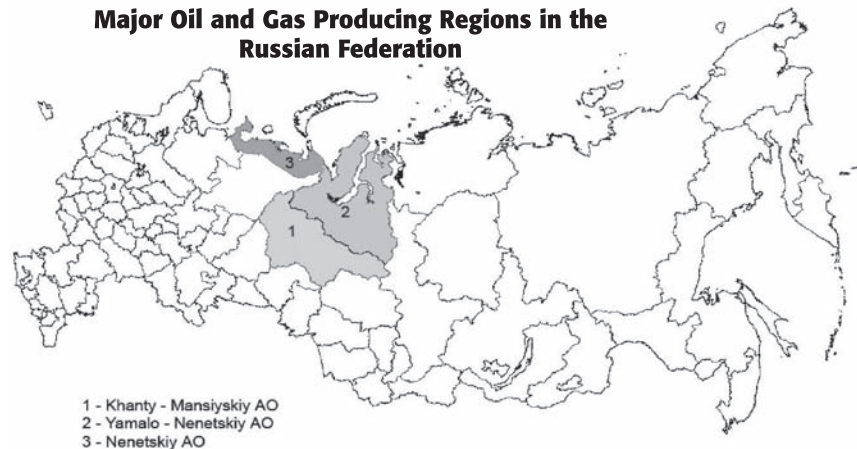 Major Oil and Gas Producing Regions in the
Russian Federation
3
2
1
1 - Khanty - Mansiyskiy AO
2 - Yamalo - Nenetskiy AO
3 - Nenetskiy AO